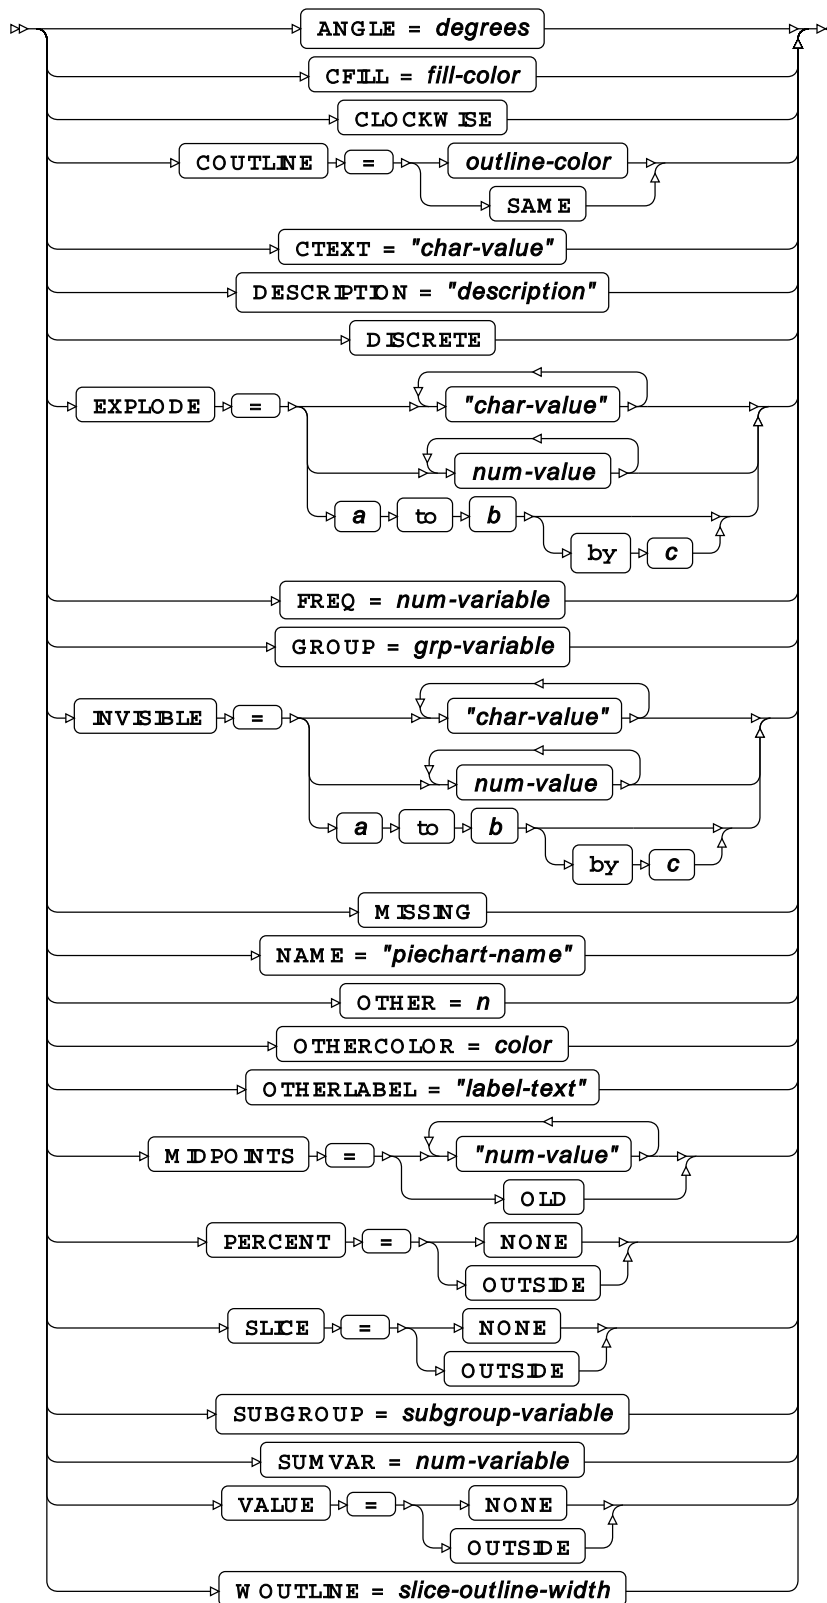 ANGLE = degrees
CFILL = fill-color
CLOCKWISE
COUTLINE = outline-color
SAME
CTEXT = "char-value"
DESCRIPTION = "description"
DISCRETE
EXPLODE = "char-value"
num-value
a to b
by c
FREQ = num-variable
GROUP = grp-variable
INVISIBLE = "char-value"
num-value
a to b
by c
MISSING
NAME = "piechart-name"
OTHER = n
OTHERCOLOR = color
OTHERLABEL = "label-text"
MIDPOINTS = "num-value"
OLD
PERCENT = NONE
OUTSIDE
SLICE = NONE
OUTSIDE
SUBGROUP = subgroup-variable
SUMVAR = num-variable
VALUE = NONE
OUTSIDE
WOUTLINE = slice-outline-width